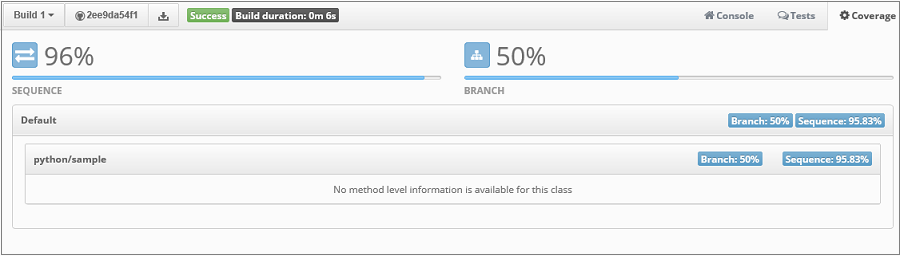 Build 1 2ee9da54f1 Success Build duration: 0m 6s Console Tests Coverage
96% 50%
SEQUENCE BRANCH
Default Branch: 50% Sequence: 95.83%
python/sample Branch: 50% Sequence: 95.83%
No method level information is available for this class